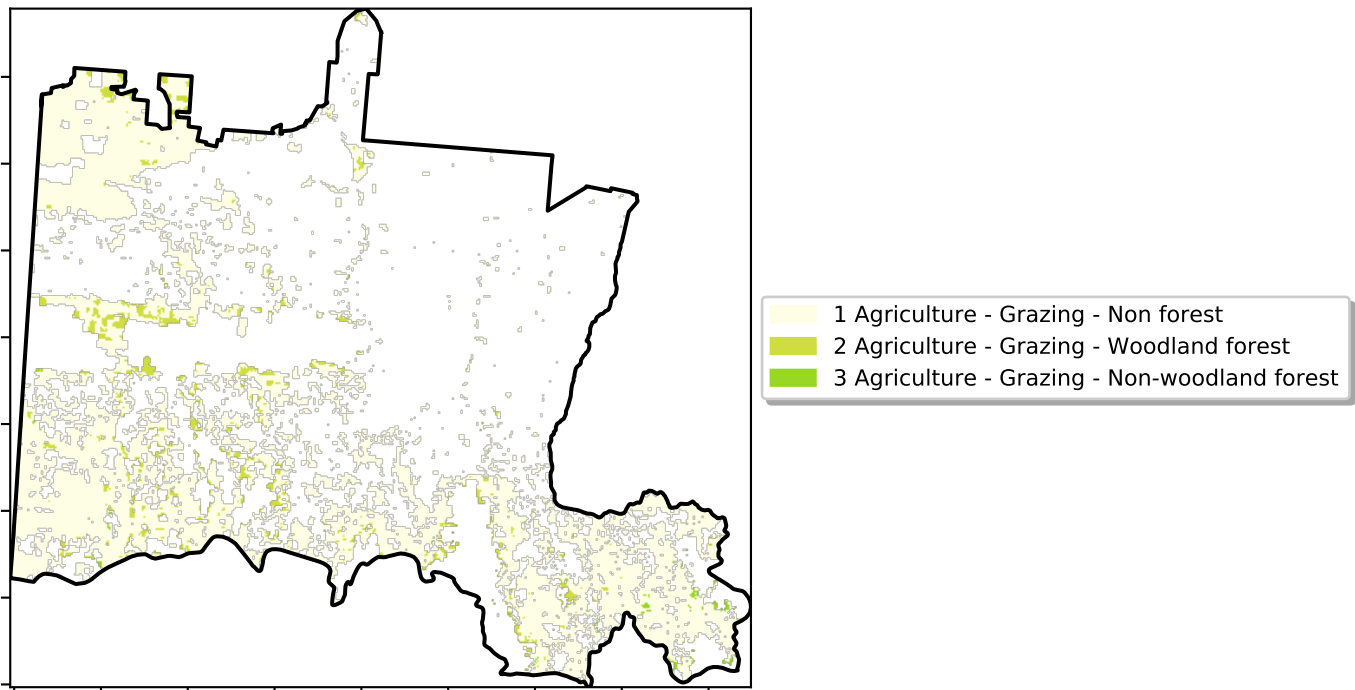 1 Agriculture - Grazing - Non forest
2 Agriculture - Grazing - Woodland forest
3 Agriculture - Grazing - Non-woodland forest